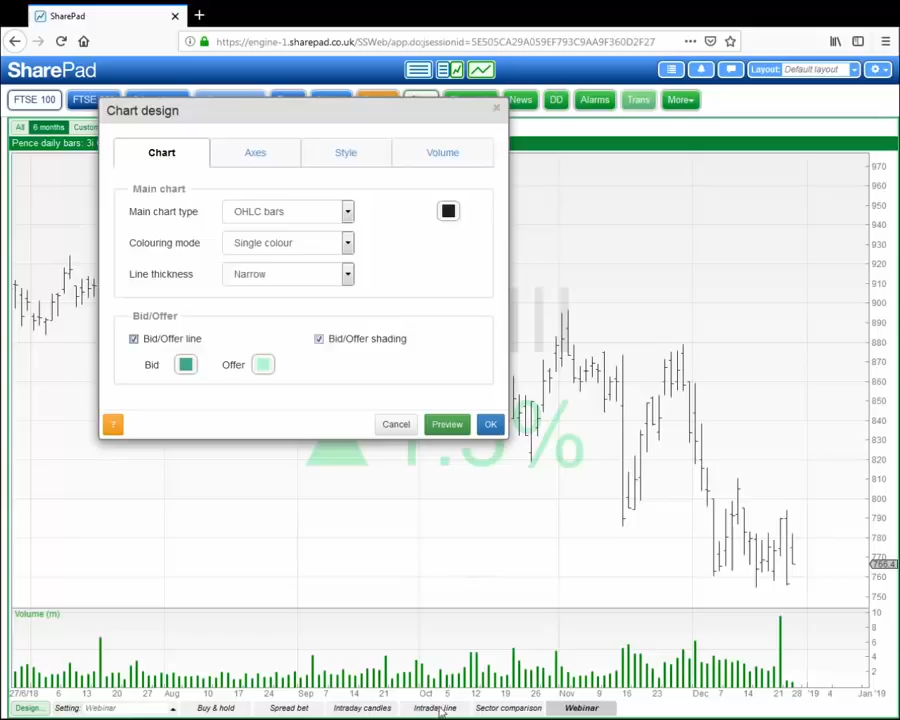 SharePad
https://engine-1.sharepad.co.uk/SSWeb/app.do;jsessionid=5E505CA29A059EF793C9AA9F360D2F27
SharePad
Layout: Default layout
FTSE 100 FTSE News DD Alarms Trans More
All 6 months Custom
Pence daily bars: 3i
Chart design
Chart Axes Style Volume
Main chart
Main chart type OHLC bars
Colouring mode Single colour
Line thickness Narrow
Bid/Offer
Bid/Offer line Bid/Offer shading
Bid Offer
? Cancel Preview OK
1.5%
970
960
950
940
930
920
910
900
890
880
870
860
850
840
830
820
810
800
790
780
770
766.4
760
750
Volume (m)
10
8
6
4
2
27/6/18 6 13 20 27 Aug 10 17 24 Sep 7 14 21 Oct 5 12 19 26 Nov 9 16 23 Dec 7 14 21 28 '19 4 Jan '19
Design... Setting: Webinar Buy & hold Spread bet Intraday candles Intraday line Sector comparison Webinar